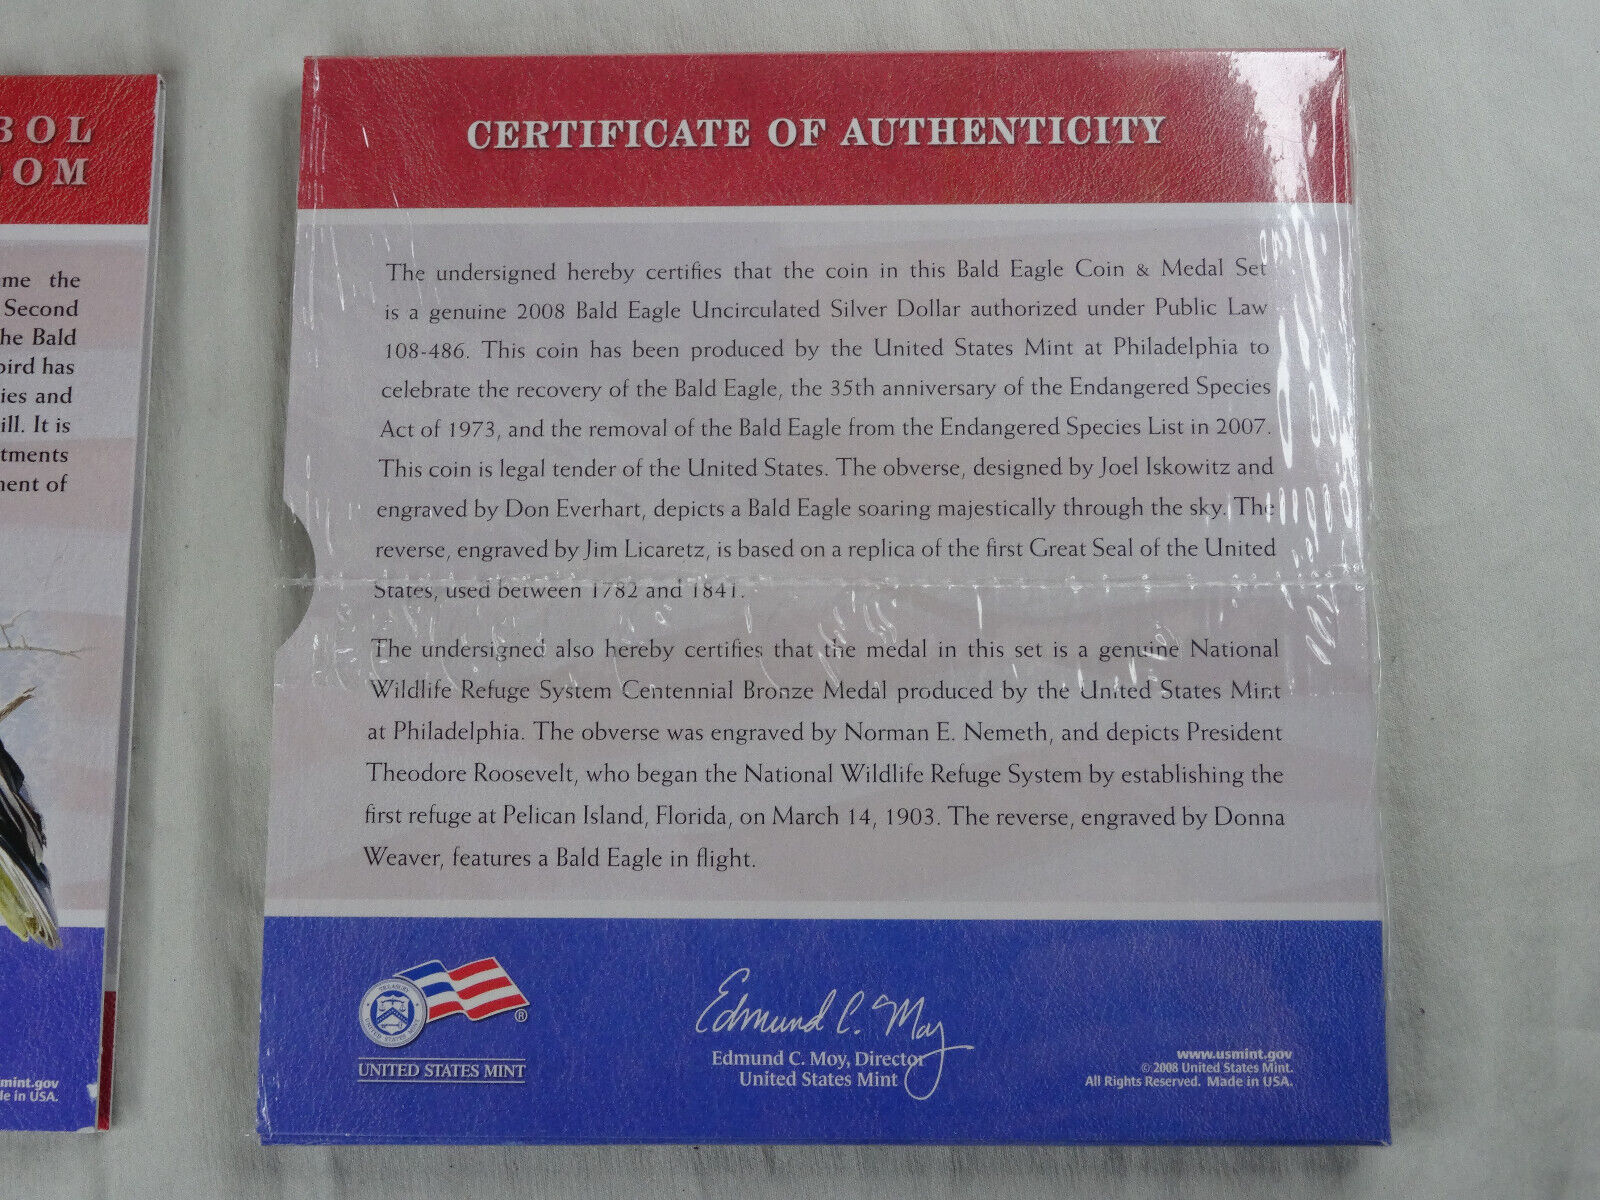 BOL
OOM
me the
Second
he Bald
bird has
ies and
ill. It is
tments
ment of
mint.gov
de in USA.
CERTIFICATE OF AUTHENTICITY
The undersigned hereby certifies that the coin in this Bald Eagle Coin & Medal Set
is a genuine 2008 Bald Eagle Uncirculated Silver Dollar authorized under Public Law
108-486. This coin has been produced by the United States Mint at Philadelphia to
celebrate the recovery of the Bald Eagle, the 35th anniversary of the Endangered Species
Act of 1973, and the removal of the Bald Eagle from the Endangered Species List in 2007.
This coin is legal tender of the United States. The obverse, designed by Joel Iskowitz and
engraved by Don Everhart, depicts a Bald Eagle soaring majestically through the sky. The
reverse, engraved by Jim Licaretz, is based on a replica of the first Great Seal of the United
States, used between 1782 and 1841.
The undersigned also hereby certifies that the medal in this set is a genuine National
Wildlife Refuge System Centennial Bronze Medal produced by the United States Mint
at Philadelphia. The obverse was engraved by Norman E. Nemeth, and depicts President
Theodore Roosevelt, who began the National Wildlife Refuge System by establishing the
first refuge at Pelican Island, Florida, on March 14, 1903. The reverse, engraved by Donna
Weaver, features a Bald Eagle in flight.
TREASURY
UNITED STATES MINT
®
UNITED STATES MINT
Edmund C. Moy
Edmund C. Moy, Director
United States Mint
www.usmint.gov
© 2008 United States Mint.
All Rights Reserved. Made in USA.